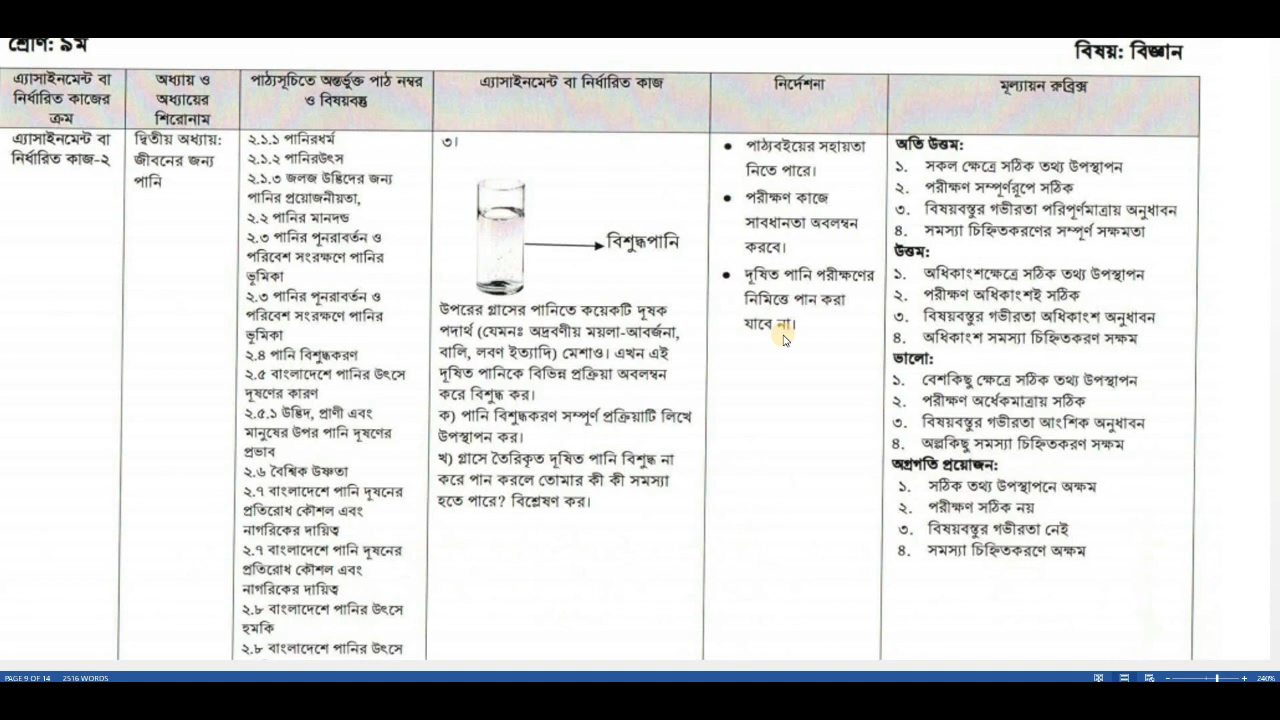 শ্রেণি: ৯ম
বিষয়: বিজ্ঞান
এ্যাসাইনমেন্ট বা
নির্ধারিত কাজের
ক্রম
অধ্যায় ও
অধ্যায়ের
শিরোনাম
পাঠ্যসূচিতে অন্তর্ভুক্ত পাঠ নম্বর
ও বিষয়বস্তু
এ্যাসাইনমেন্ট বা নির্ধারিত কাজ
নির্দেশনা
মূল্যায়ন রুব্রিক্স
এ্যাসাইনমেন্ট বা
নির্ধারিত কাজ-২
দ্বিতীয় অধ্যায়:
জীবনের জন্য
পানি
২.১.১ পানিরধর্ম
২.১.২ পানিরউৎস
২.১.৩ জলজ উদ্ভিদের জন্য
পানির প্রয়োজনীয়তা,
২.২ পানির মানদন্ড
২.৩ পানির পুনরাবর্তন ও
পরিবেশ সংরক্ষণে পানির
ভূমিকা
২.৩ পানির পুনরাবর্তন ও
পরিবেশ সংরক্ষণে পানির
ভূমিকা
২.৪ পানি বিশুদ্ধকরণ
২.৫ বাংলাদেশে পানির উৎসে
দূষণের কারণ
২.৫.১ উদ্ভিদ, প্রাণী এবং
মানুষের উপর পানি দূষণের
প্রভাব
২.৬ বৈশ্বিক উষ্ণতা
২.৭ বাংলাদেশে পানি দূষনের
প্রতিরোধ কৌশল এবং
নাগরিকের দায়িত্ব
২.৭ বাংলাদেশে পানি দূষনের
প্রতিরোধ কৌশল এবং
নাগরিকের দায়িত্ব
২.৮ বাংলাদেশে পানির উৎসে
হুমকি
২.৮ বাংলাদেশে পানির উৎসে
৩।
বিশুদ্ধপানি
উপরের গ্লাসের পানিতে কয়েকটি দূষক
পদার্থ (যেমনঃ অদ্রবণীয় ময়লা-আবর্জনা,
বালি, লবণ ইত্যাদি) মেশাও। এখন এই
দূষিত পানিকে বিভিন্ন প্রক্রিয়া অবলম্বন
করে বিশুদ্ধ কর।
ক) পানি বিশুদ্ধকরণ সম্পূর্ণ প্রক্রিয়াটি লিখে
উপস্থাপন কর।
খ) গ্লাসে তৈরিকৃত দূষিত পানি বিশুদ্ধ না
করে পান করলে তোমার কী কী সমস্যা
হতে পারে? বিশ্লেষণ কর।
• পাঠ্যবইয়ের সহায়তা
নিতে পারে।
• পরীক্ষণ কাজে
সাবধানতা অবলম্বন
করবে।
• দূষিত পানি পরীক্ষণের
নিমিত্তে পান করা
যাবে না।
অতি উত্তম:
১. সকল ক্ষেত্রে সঠিক তথ্য উপস্থাপন
২. পরীক্ষণ সম্পূর্ণরূপে সঠিক
৩. বিষয়বস্তুর গভীরতা পরিপূর্ণমাত্রায় অনুধাবন
৪. সমস্যা চিহ্নিতকরণের সম্পূর্ণ সক্ষমতা
উত্তম:
১. অধিকাংশক্ষেত্রে সঠিক তথ্য উপস্থাপন
২. পরীক্ষণ অধিকাংশই সঠিক
৩. বিষয়বস্তুর গভীরতা অধিকাংশ অনুধাবন
৪. অধিকাংশ সমস্যা চিহ্নিতকরণ সক্ষম
ভালো:
১. বেশকিছু ক্ষেত্রে সঠিক তথ্য উপস্থাপন
২. পরীক্ষণ অর্ধেকমাত্রায় সঠিক
৩. বিষয়বস্তুর গভীরতা আংশিক অনুধাবন
৪. অল্পকিছু সমস্যা চিহ্নিতকরণ সক্ষম
অগ্রগতি প্রয়োজন:
১. সঠিক তথ্য উপস্থাপনে অক্ষম
২. পরীক্ষণ সঠিক নয়
৩. বিষয়বস্তুর গভীরতা নেই
৪. সমস্যা চিহ্নিতকরণে অক্ষম
PAGE 9 OF 14 2516 WORDS
240%